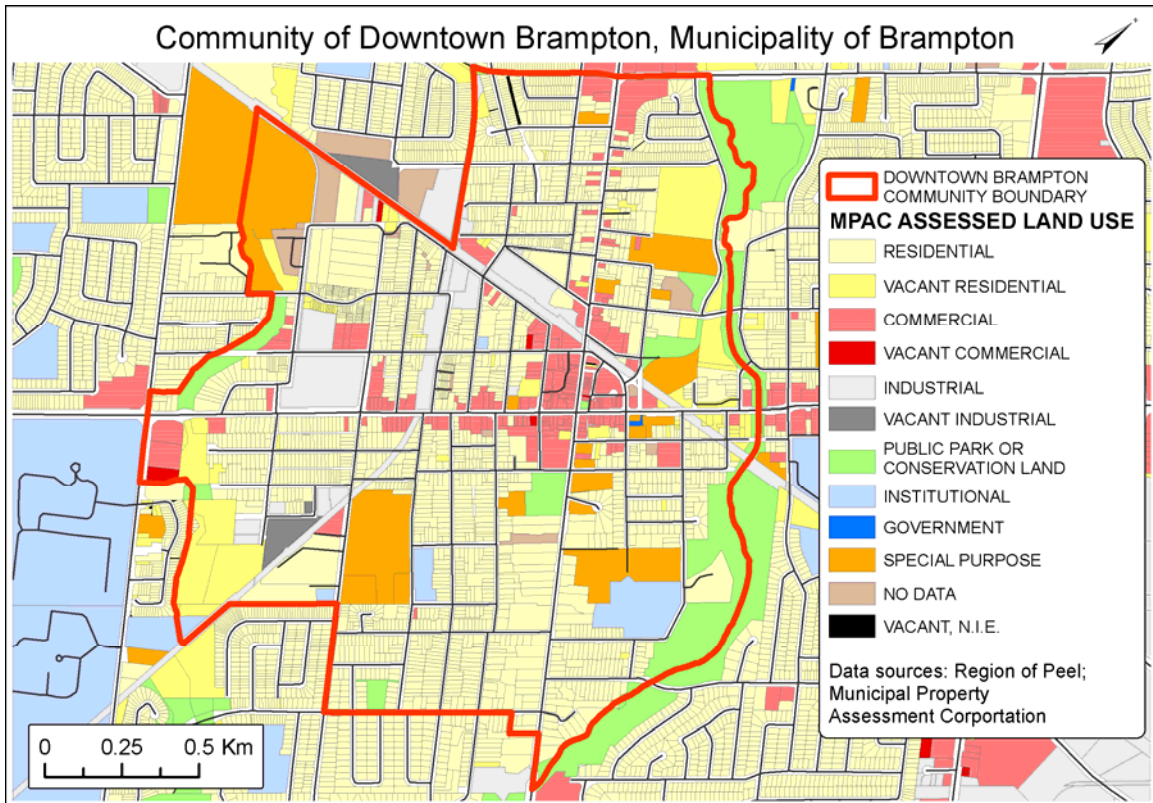 Community of Downtown Brampton, Municipality of Brampton
DOWNTOWN BRAMPTON
COMMUNITY BOUNDARY
MPAC ASSESSED LAND USE
RESIDENTIAL
VACANT RESIDENTIAL
COMMERCIAL
VACANT COMMERCIAL
INDUSTRIAL
VACANT INDUSTRIAL
PUBLIC PARK OR
CONSERVATION LAND
INSTITUTIONAL
GOVERNMENT
SPECIAL PURPOSE
NO DATA
VACANT, N.I.E.
Data sources: Region of Peel;
Municipal Property
Assessment Corportation
0 0.25 0.5 Km